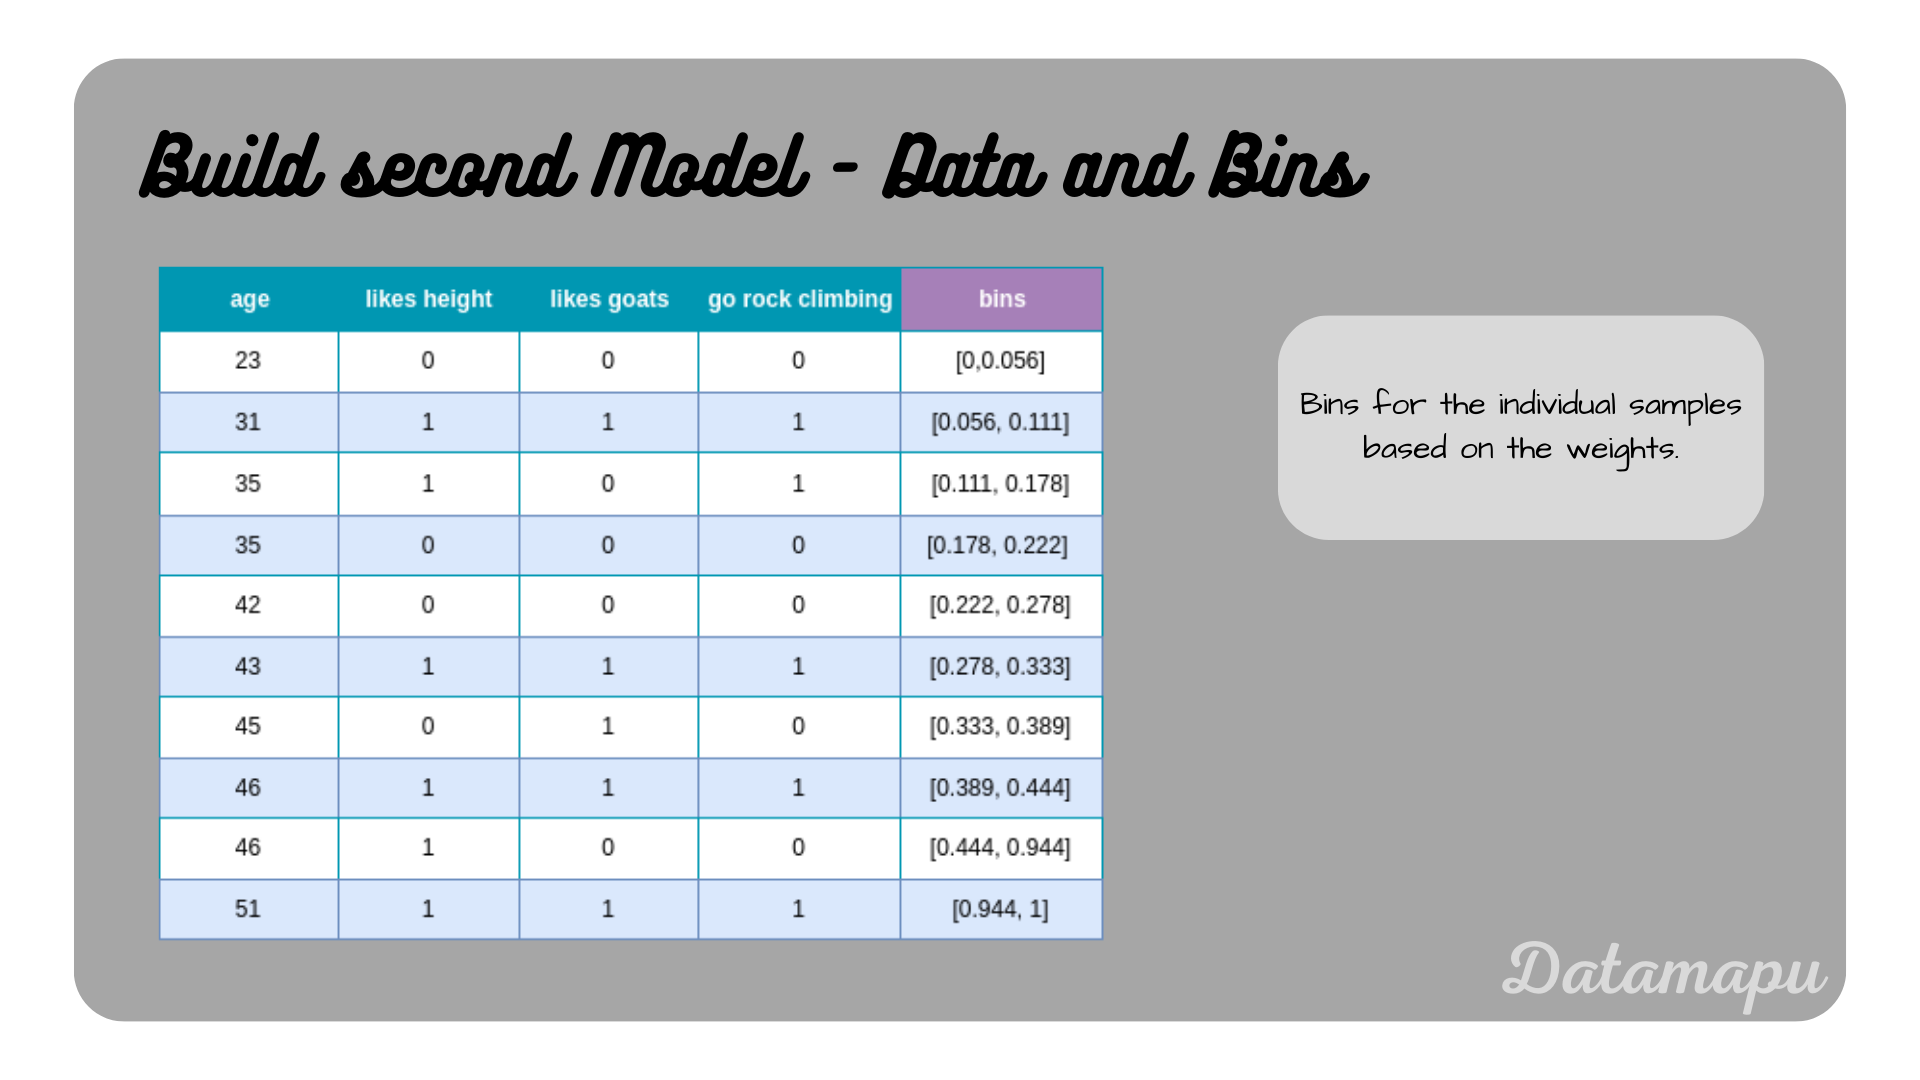 Build second Model - Data and Bins
age likes height likes goats go rock climbing bins
23 0 0 0 [0,0.056]
31 1 1 1 [0.056, 0.111]
35 1 0 1 [0.111, 0.178]
35 0 0 0 [0.178, 0.222]
42 0 0 0 [0.222, 0.278]
43 1 1 1 [0.278, 0.333]
45 0 1 0 [0.333, 0.389]
46 1 1 1 [0.389, 0.444]
46 1 0 0 [0.444, 0.944]
51 1 1 1 [0.944, 1]
Bins for the individual samples
based on the weights.
Datamapu